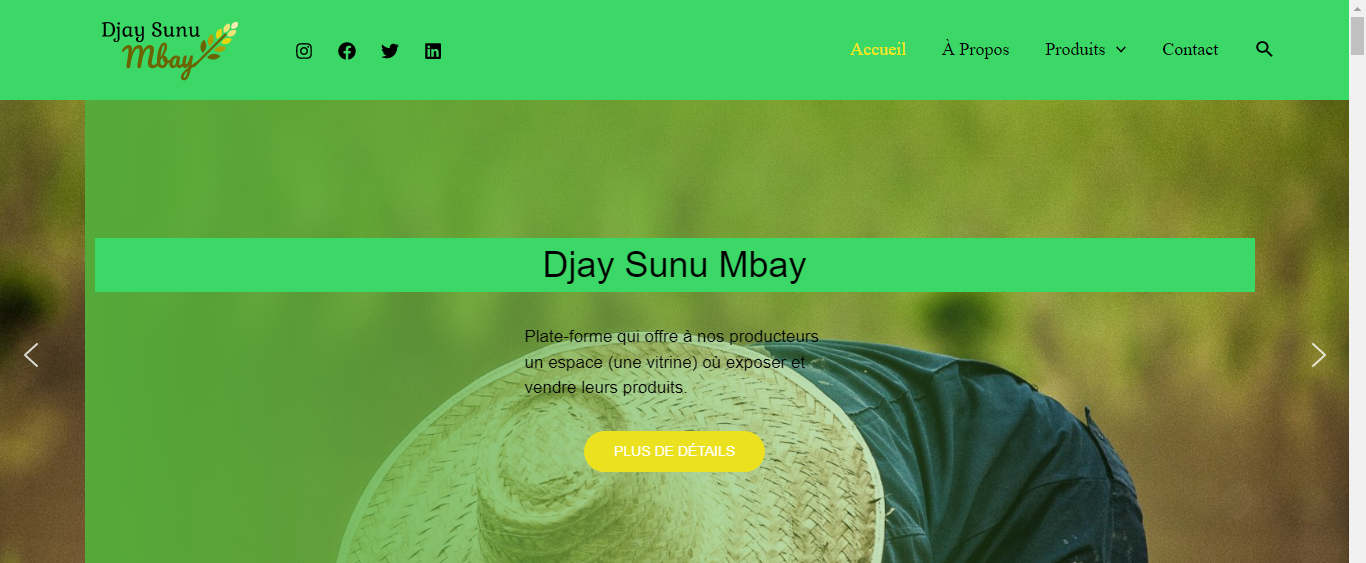 Djay Sunu
Mbay
Accueil
À Propos
Produits
Contact
Djay Sunu Mbay
Plate-forme qui offre à nos producteurs
un espace (une vitrine) où exposer et
vendre leurs produits.
PLUS DE DÉTAILS